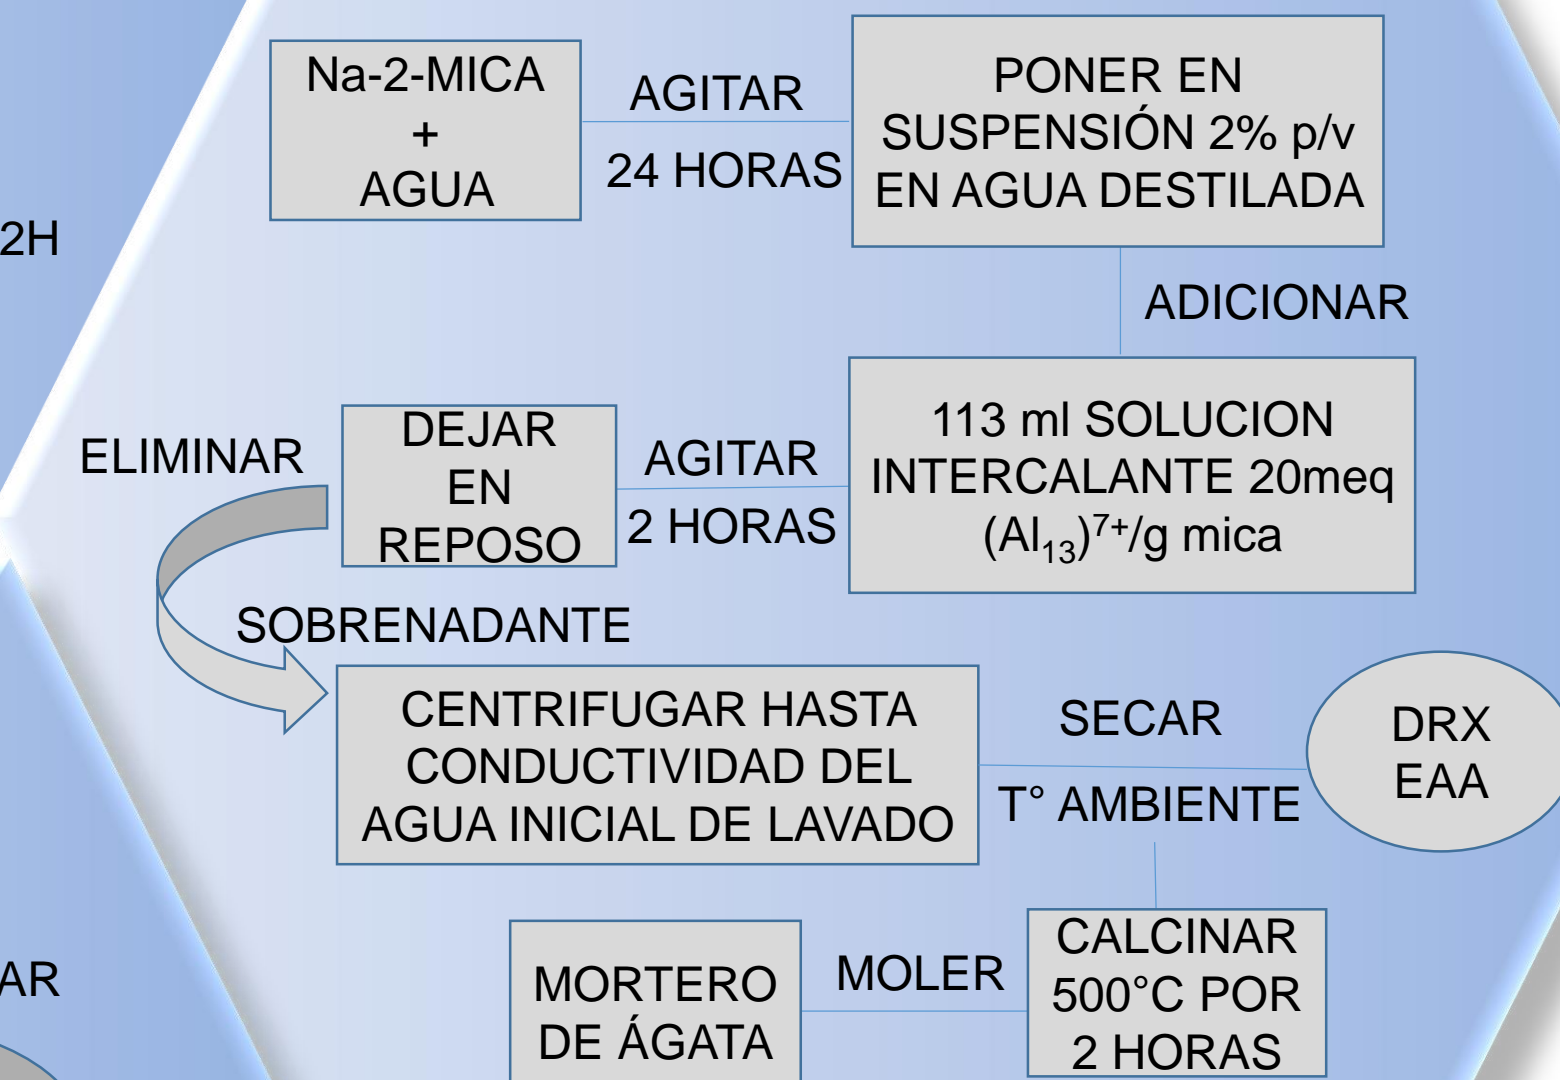 Na-2-MICA
+
AGUA
AGITAR
24 HORAS
PONER EN
SUSPENSIÓN 2% p/v
EN AGUA DESTILADA
2H
ADICIONAR
113 ml SOLUCION
INTERCALANTE 20meq
(Al₁₃)⁷⁺/g mica
AGITAR
2 HORAS
DEJAR
EN
REPOSO
ELIMINAR
SOBRENADANTE
CENTRIFUGAR HASTA
CONDUCTIVIDAD DEL
AGUA INICIAL DE LAVADO
SECAR
T° AMBIENTE
DRX
EAA
CALCINAR
500°C POR
2 HORAS
MOLER
MORTERO
DE ÁGATA
AR